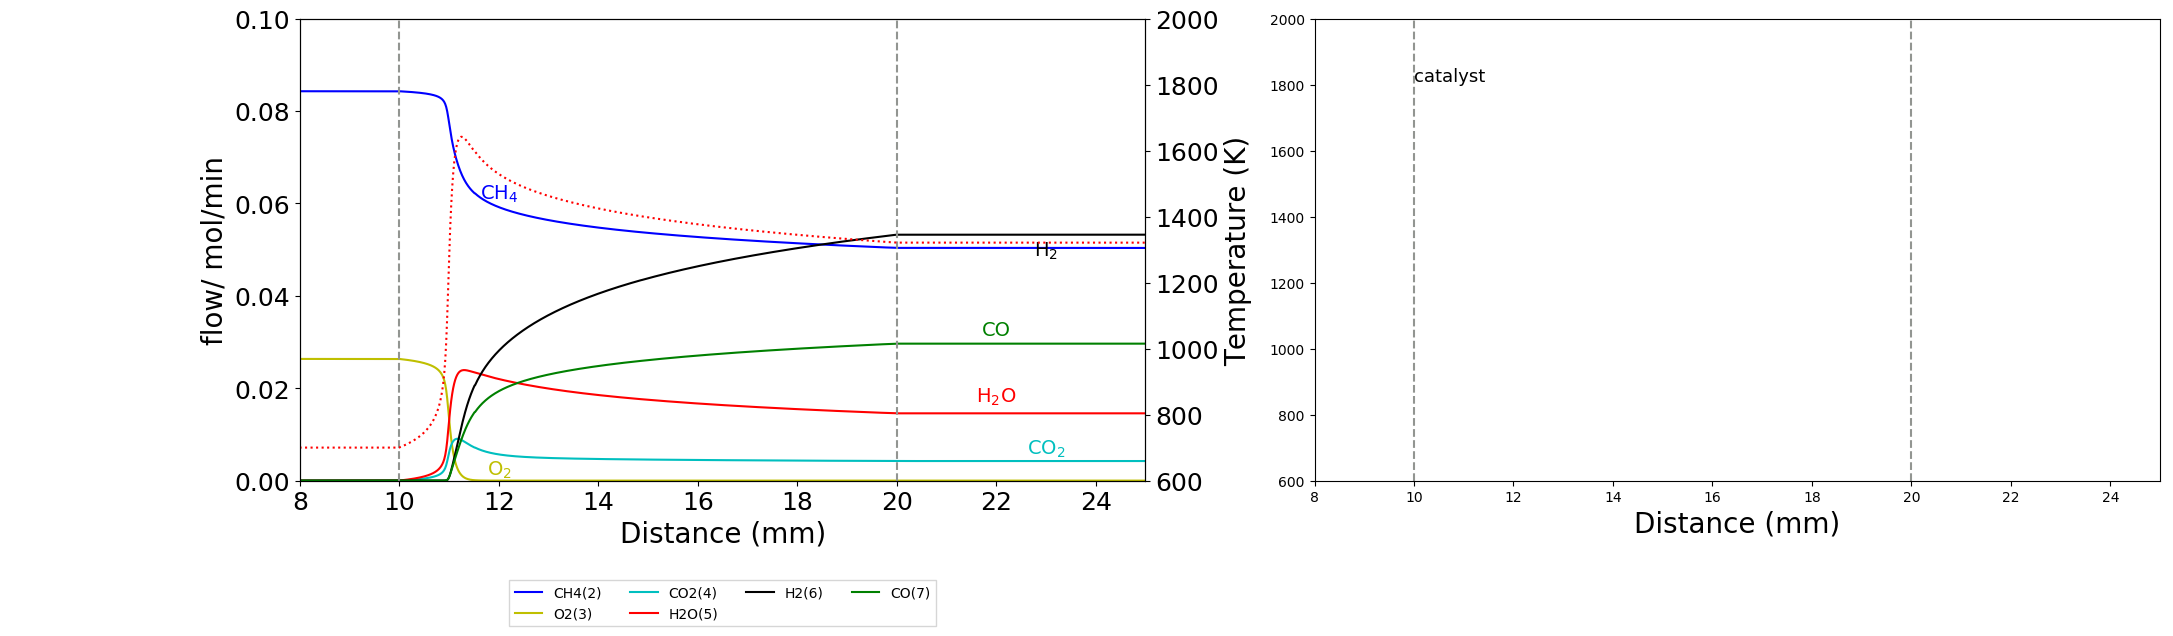 0.10
0.08
0.06
0.04
0.02
0.00
flow/ mol/min
8 10 12 14 16 18 20 22 24
Distance (mm)
2000
1800
1600
1400
1200
1000
800
600
Temperature (K)
CH₄
H₂
CO
H₂O
CO₂
O₂
CH4(2) CO2(4) H2(6) CO(7)
O2(3) H2O(5)
2000
1800
1600
1400
1200
1000
800
600
catalyst
8 10 12 14 16 18 20 22 24
Distance (mm)